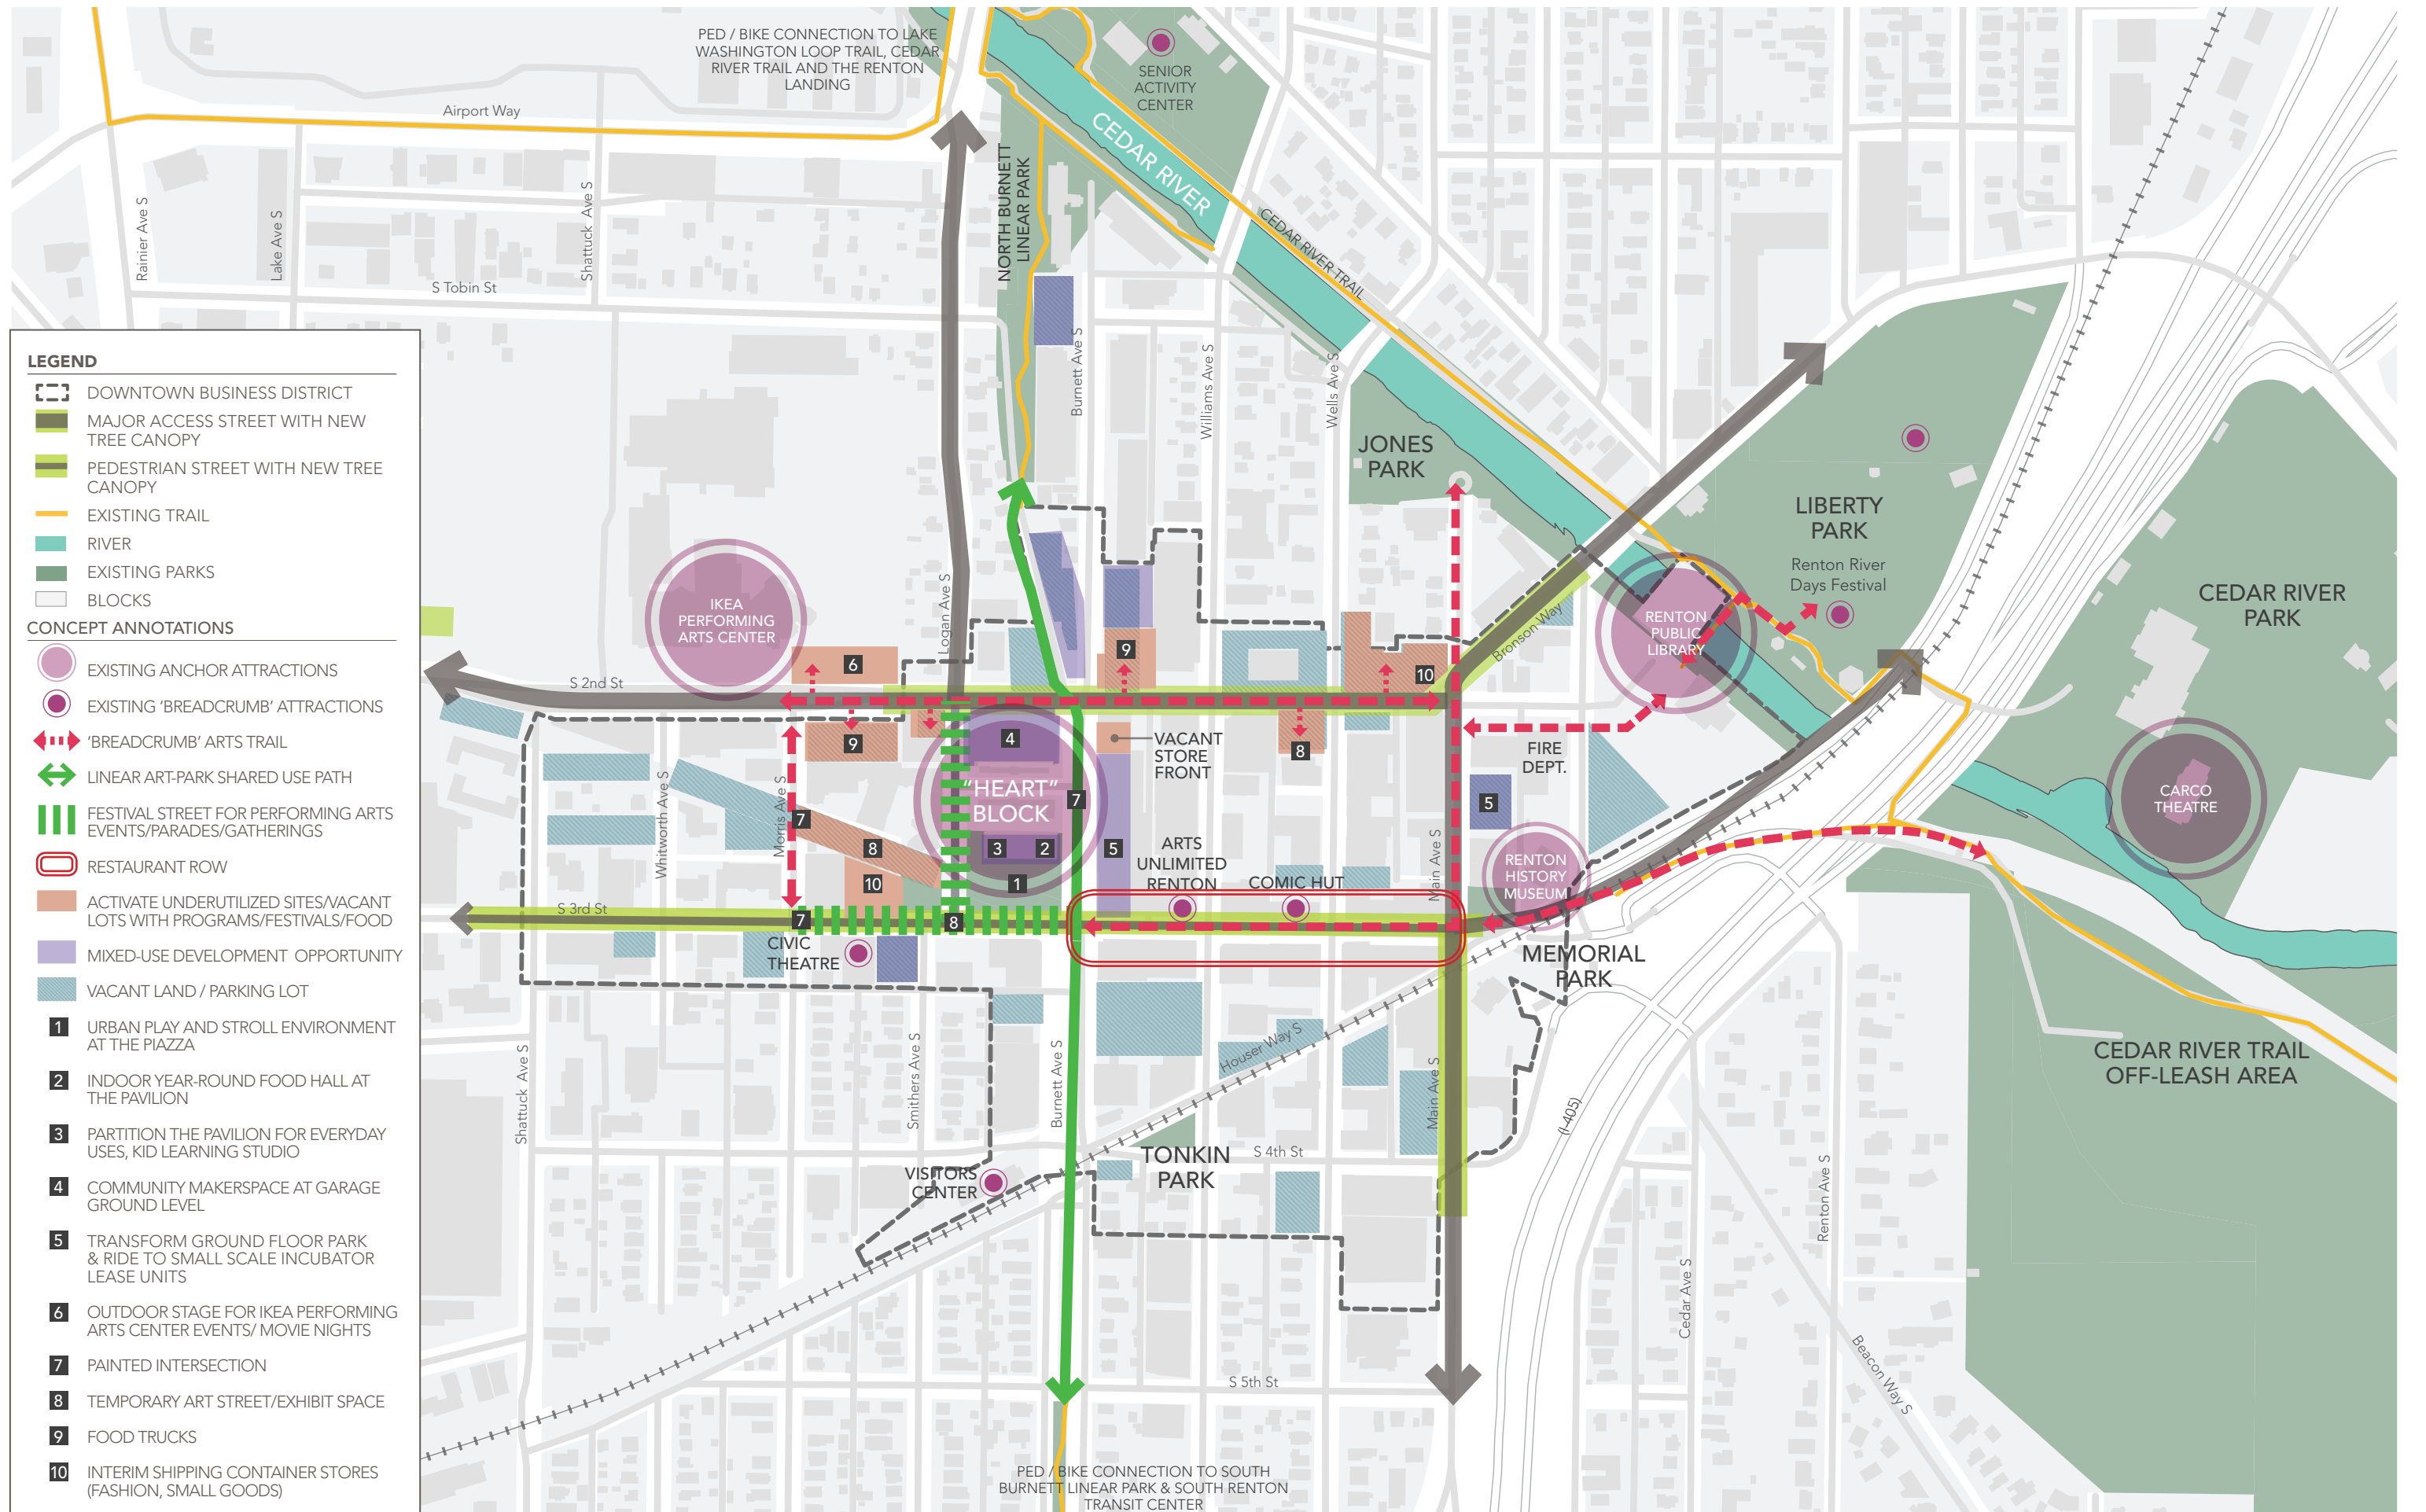 PED / BIKE CONNECTION TO LAKE
WASHINGTON LOOP TRAIL, CEDAR
RIVER TRAIL AND THE RENTON
LANDING
SENIOR
ACTIVITY
CENTER
Airport Way
CEDAR RIVER
NORTH BURNETT
LINEAR PARK
CEDAR RIVER TRAIL
Rainier Ave S
Lake Ave S
Shattuck Ave S
S Tobin St
Burnett Ave S
Williams Ave S
Wells Ave S
JONES
PARK
LIBERTY
PARK
Renton River
Days Festival
CEDAR RIVER
PARK
IKEA
PERFORMING
ARTS CENTER
Logan Ave S
RENTON
PUBLIC
LIBRARY
Bronson Way
6
9
10
S 2nd St
4
9
VACANT
STORE
FRONT
8
FIRE
DEPT.
"HEART"
BLOCK
7
5
CARCO
THEATRE
Whitworth Ave S
Morris Ave S
7
8
3
2
5
10
1
ARTS
UNLIMITED
RENTON
COMIC HUT
Main Ave S
RENTON
HISTORY
MUSEUM
S 3rd St
7
8
CIVIC
THEATRE
MEMORIAL
PARK
Houser Way S
Shattuck Ave S
Smithers Ave S
Burnett Ave S
Main Ave S
(I-405)
CEDAR RIVER TRAIL
OFF-LEASH AREA
TONKIN
PARK
S 4th St
VISITORS
CENTER
Renton Ave S
Cedar Ave S
Beacon Way S
S 5th St
PED / BIKE CONNECTION TO SOUTH
BURNETT LINEAR PARK & SOUTH RENTON
TRANSIT CENTER
LEGEND
DOWNTOWN BUSINESS DISTRICT
MAJOR ACCESS STREET WITH NEW
TREE CANOPY
PEDESTRIAN STREET WITH NEW TREE
CANOPY
EXISTING TRAIL
RIVER
EXISTING PARKS
BLOCKS
CONCEPT ANNOTATIONS
EXISTING ANCHOR ATTRACTIONS
EXISTING 'BREADCRUMB' ATTRACTIONS
'BREADCRUMB' ARTS TRAIL
LINEAR ART-PARK SHARED USE PATH
FESTIVAL STREET FOR PERFORMING ARTS
EVENTS/PARADES/GATHERINGS
RESTAURANT ROW
ACTIVATE UNDERUTILIZED SITES/VACANT
LOTS WITH PROGRAMS/FESTIVALS/FOOD
MIXED-USE DEVELOPMENT OPPORTUNITY
VACANT LAND / PARKING LOT
1 URBAN PLAY AND STROLL ENVIRONMENT
AT THE PIAZZA
2 INDOOR YEAR-ROUND FOOD HALL AT
THE PAVILION
3 PARTITION THE PAVILION FOR EVERYDAY
USES, KID LEARNING STUDIO
4 COMMUNITY MAKERSPACE AT GARAGE
GROUND LEVEL
5 TRANSFORM GROUND FLOOR PARK
& RIDE TO SMALL SCALE INCUBATOR
LEASE UNITS
6 OUTDOOR STAGE FOR IKEA PERFORMING
ARTS CENTER EVENTS/ MOVIE NIGHTS
7 PAINTED INTERSECTION
8 TEMPORARY ART STREET/EXHIBIT SPACE
9 FOOD TRUCKS
10 INTERIM SHIPPING CONTAINER STORES
(FASHION, SMALL GOODS)